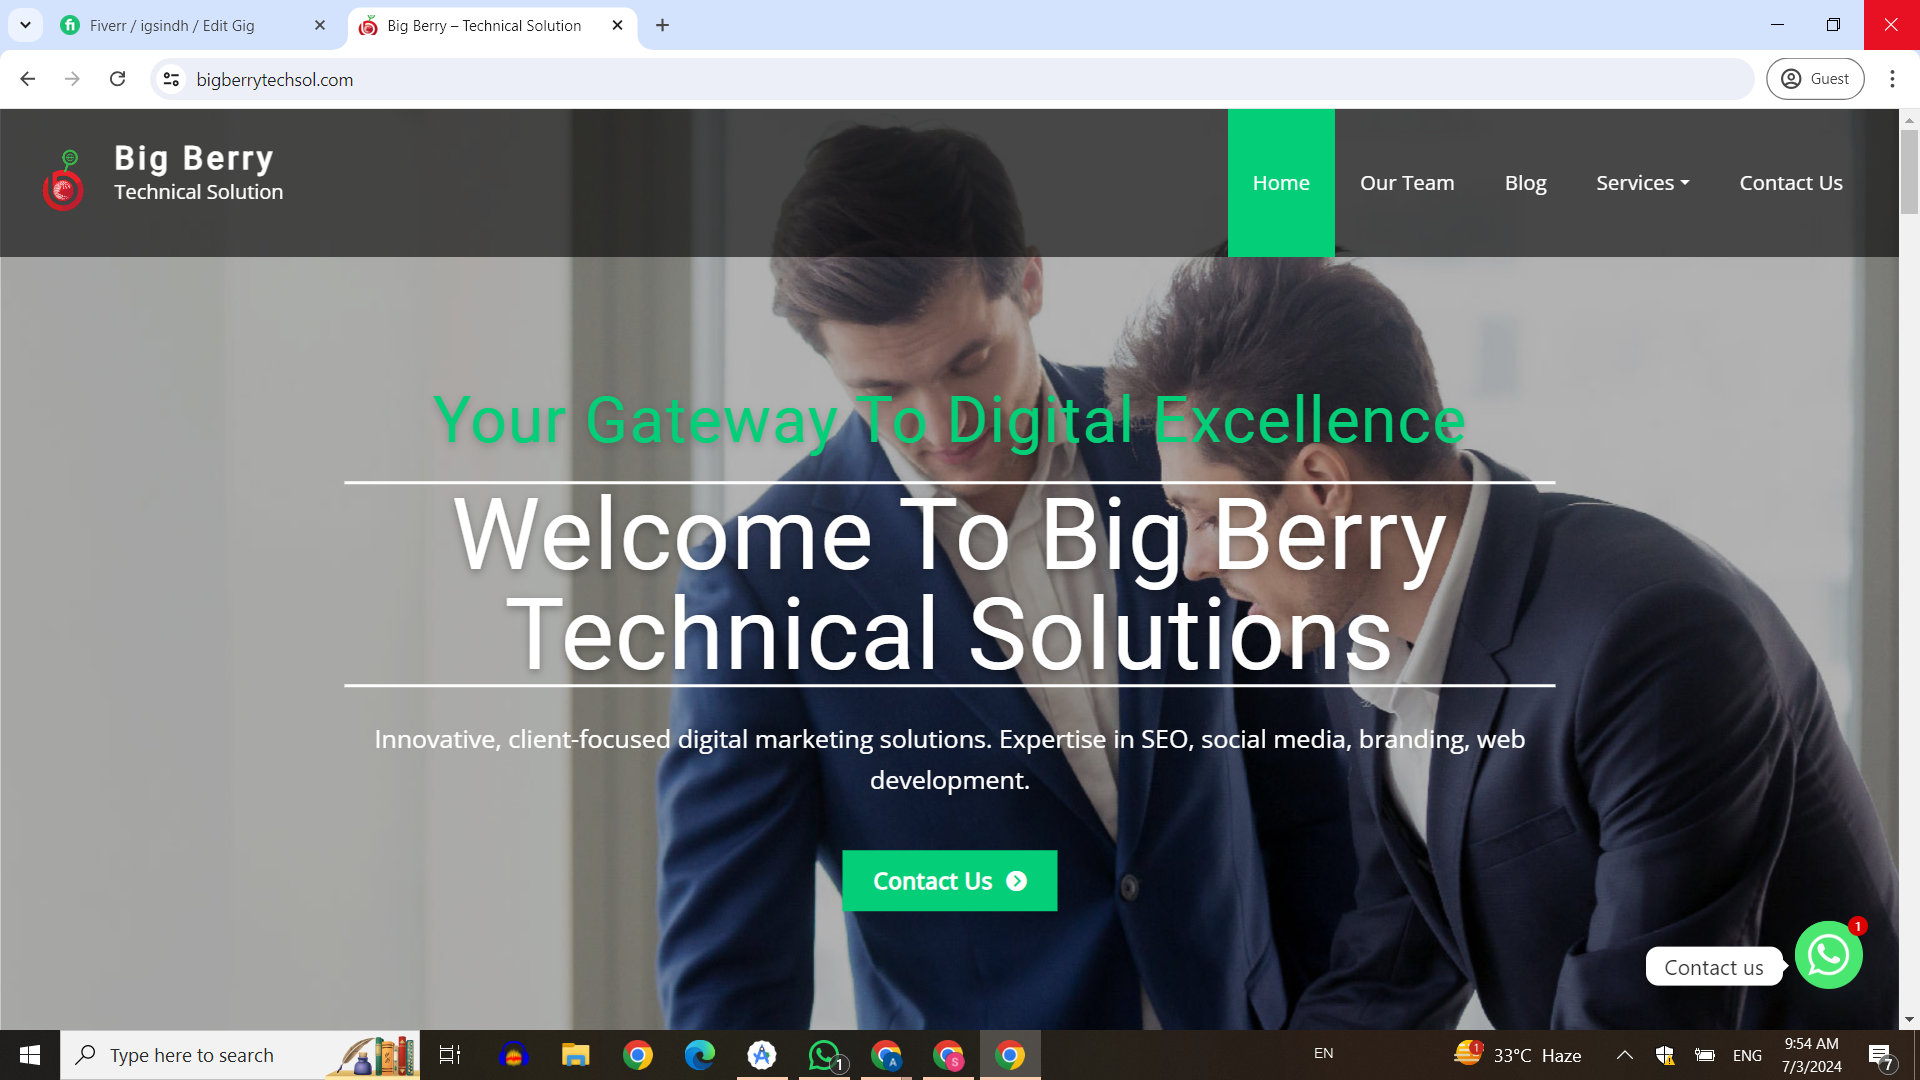 Fiverr / igsindh / Edit Gig
Big Berry – Technical Solution
bigberrytechsol.com
Guest
Big Berry
Technical Solution
Home
Our Team
Blog
Services
Contact Us
Your Gateway To Digital Excellence
Welcome To Big Berry
Technical Solutions
Innovative, client-focused digital marketing solutions. Expertise in SEO, social media, branding, web
development.
Contact Us
1
Contact us
Type here to search
1
A
S
EN
1
33°C Haze
ENG
9:54 AM
7/3/2024
7